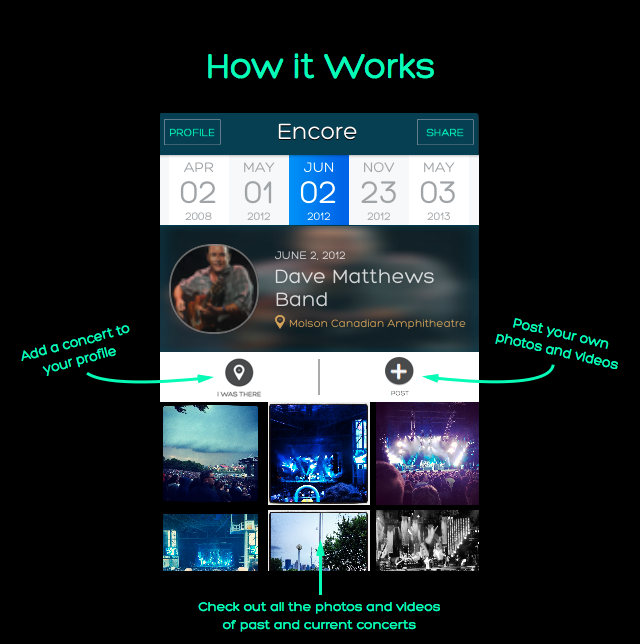 How it Works
PROFILE Encore SHARE
APR MAY JUN NOV MAY
02 01 02 23 03
2008 2012 2012 2012 2013
JUNE 2, 2012
Dave Matthews
Band
Molson Canadian Amphitheatre
Add a concert to
your profile
Post your own
photos and videos
I WAS THERE
POST
Check out all the photos and videos
of past and current concerts